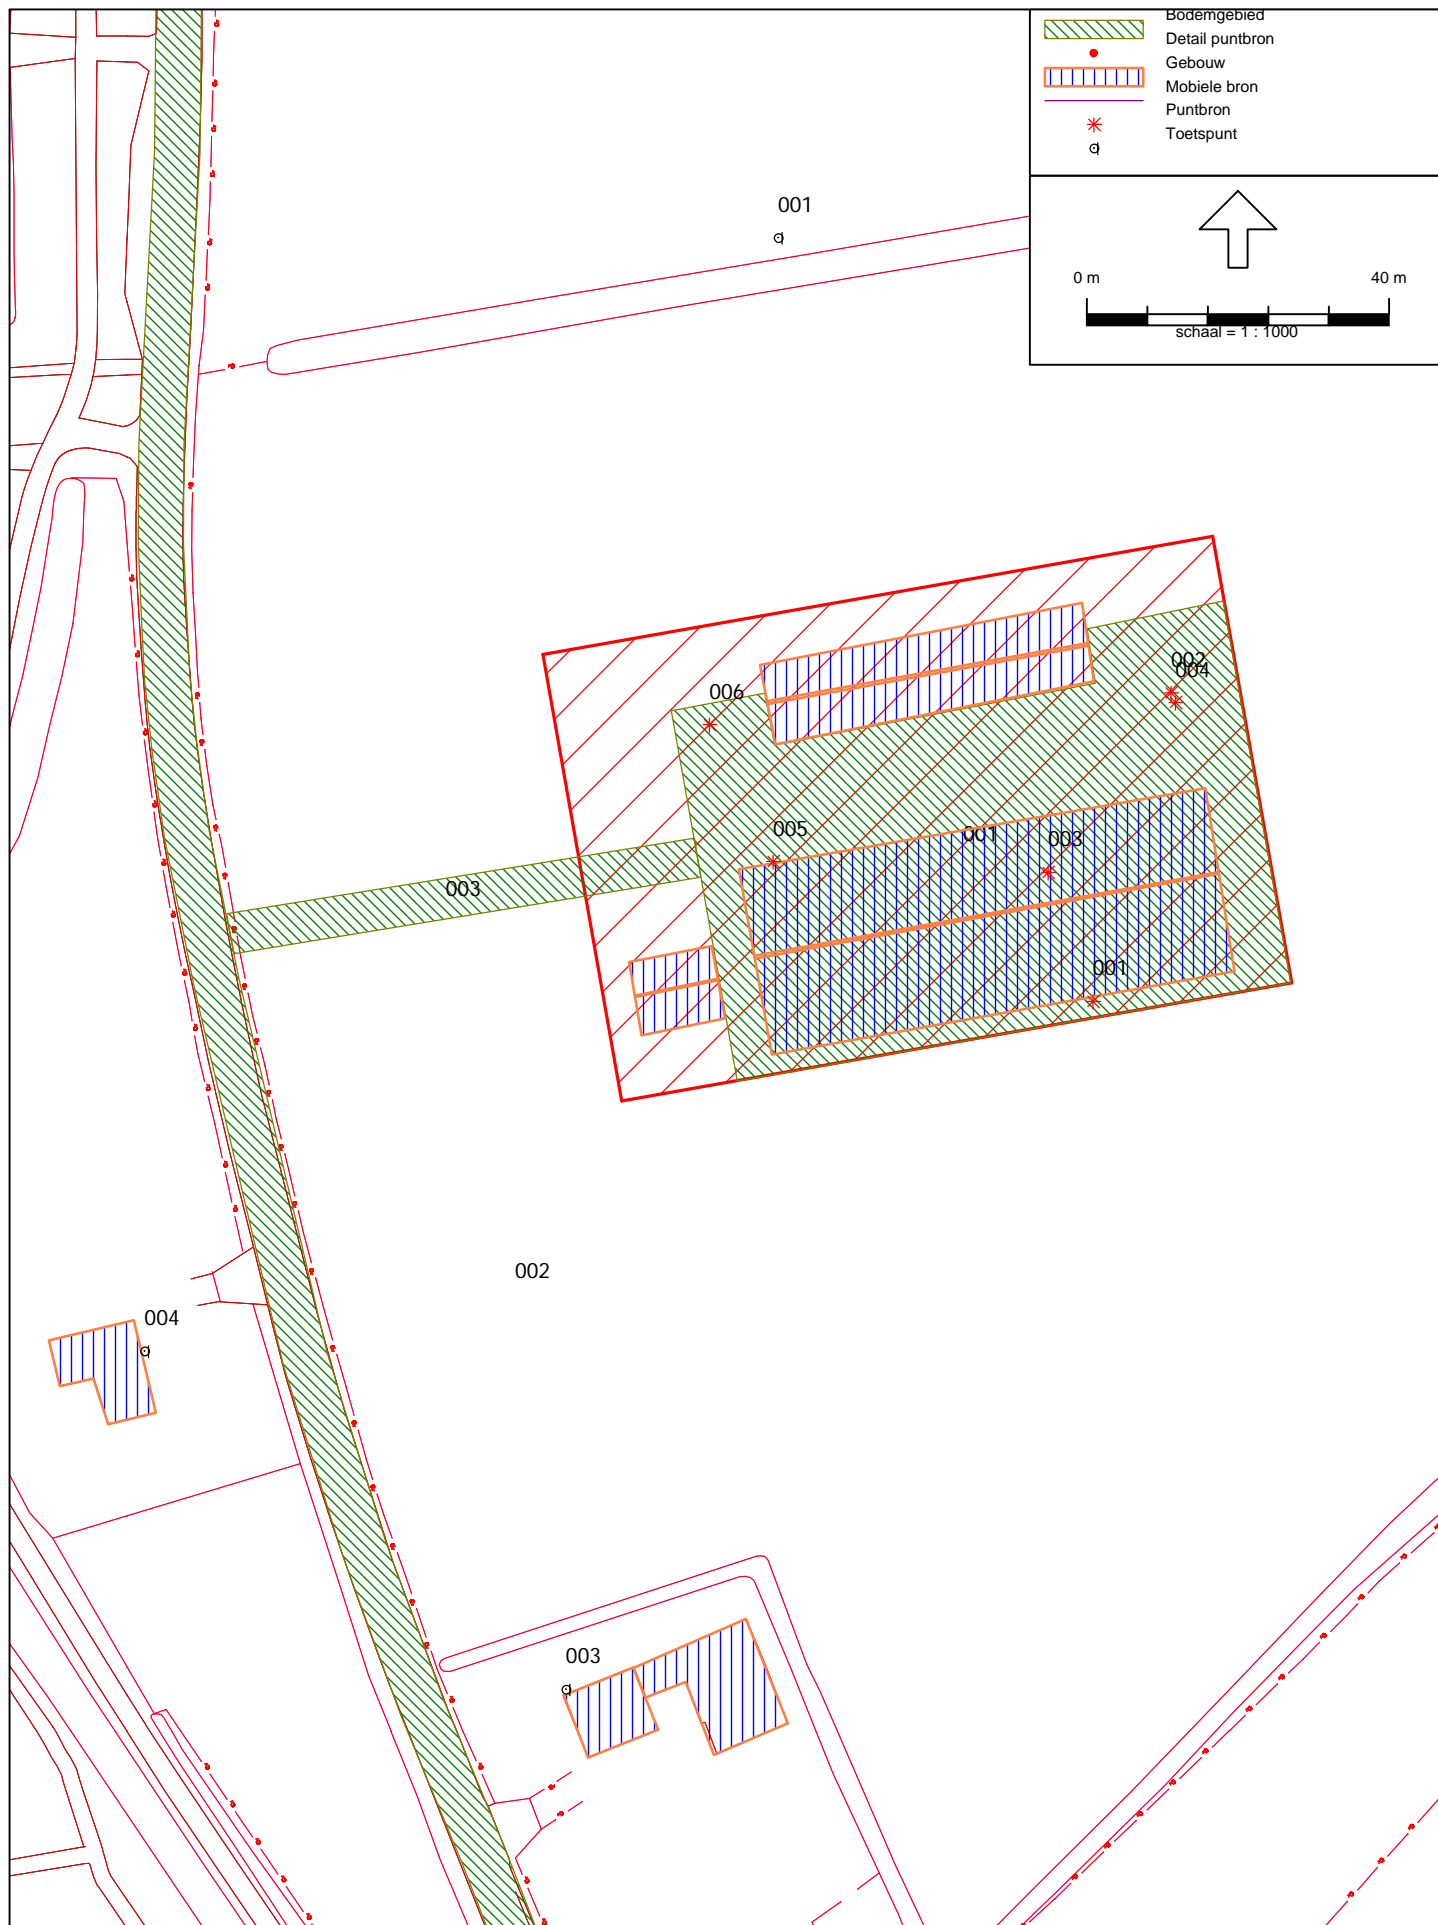 Bodemgebied
Detail puntbron
Gebouw
Mobiele bron
Puntbron
Toetspunt
0 m
40 m
schaal = 1 : 1000
001
002
004
006
005
001
003
003
001
002
004
003